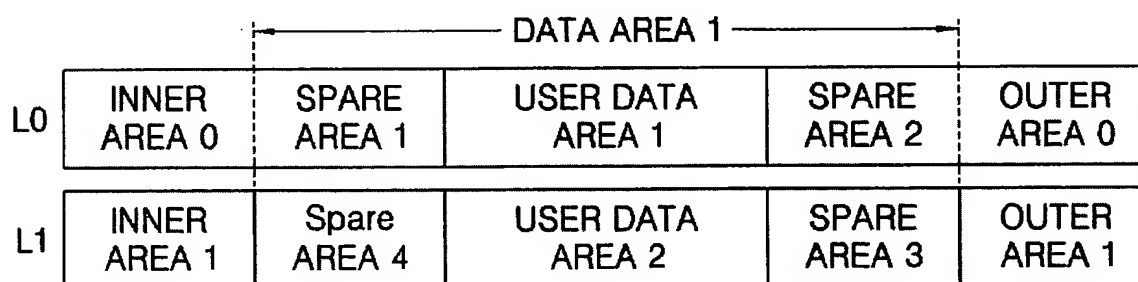 DATA AREA 1
L0
INNER AREA 0
SPARE AREA 1
USER DATA AREA 1
SPARE AREA 2
OUTER AREA 0
L1
INNER AREA 1
Spare AREA 4
USER DATA AREA 2
SPARE AREA 3
OUTER AREA 1